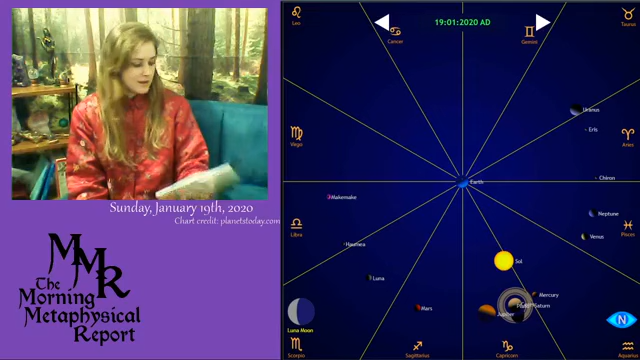 Leo
Cancer
19:01:2020 AD
Gemini
Taurus
Uranus
Eris
Virgo
Aries
Earth
Chiron
Makemake
Sunday, January 19th, 2020
Chart credit: planetstoday.com
Neptune
Libra
Pisces
Haumea
Venus
MMR
The
Morning
Metaphysical
Report
Sol
Luna
Mercury
Saturn
Mars
Jupiter
Luna Moon
N
Scorpio
Sagittarius
Capricorn
Aquarius